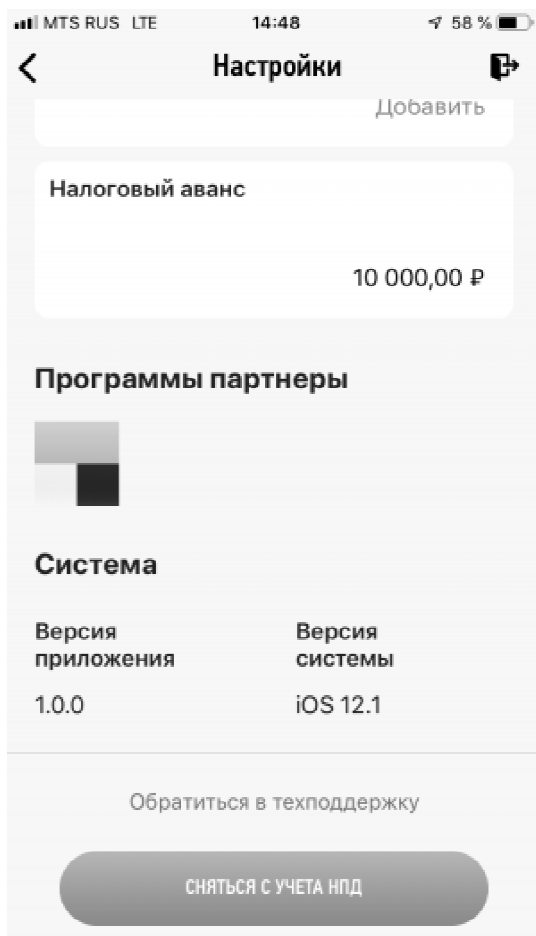 MTS RUS LTE 14:48 58 %
Настройки
Добавить
Налоговый аванс
10 000,00 ₽
Программы партнеры
Система
Версия приложения
1.0.0
Версия системы
iOS 12.1
Обратиться в техподдержку
СНЯТЬСЯ С УЧЕТА НПД